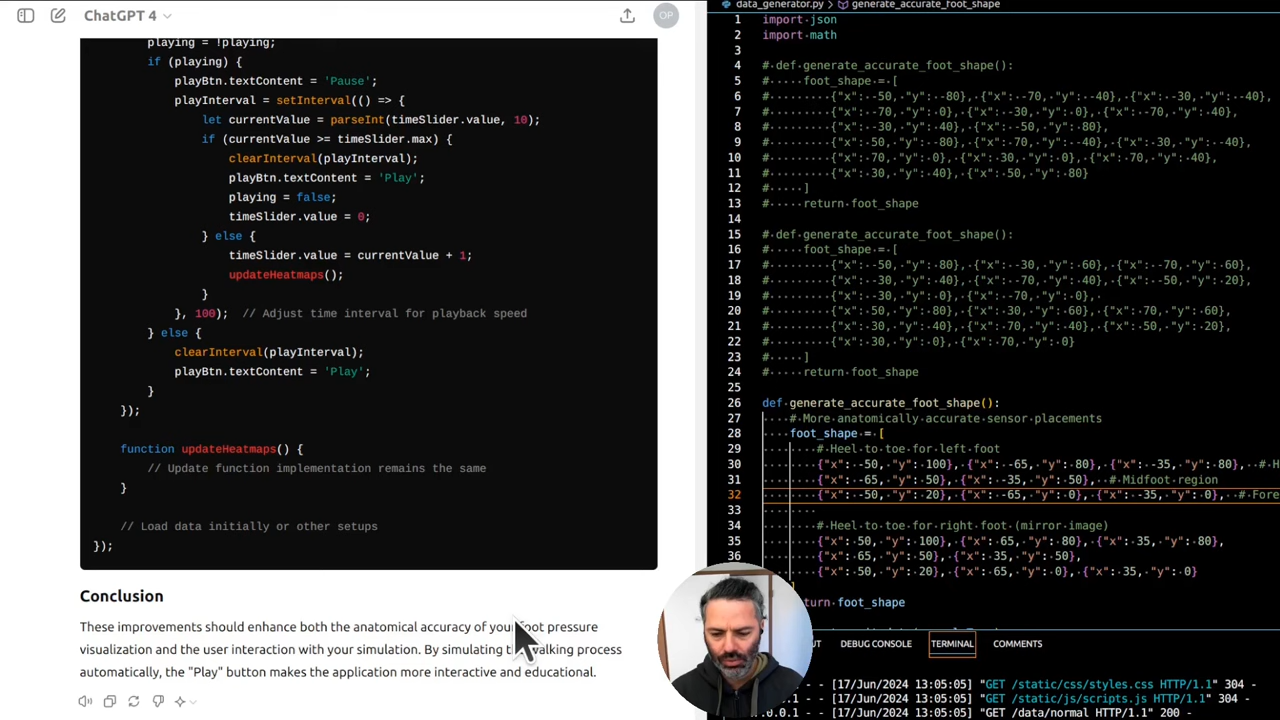 ChatGPT 4
OP
playing = !playing;
if (playing) {
playBtn.textContent = 'Pause';
playInterval = setInterval(() => {
let currentValue = parseInt(timeSlider.value, 10);
if (currentValue >= timeSlider.max) {
clearInterval(playInterval);
playBtn.textContent = 'Play';
playing = false;
timeSlider.value = 0;
} else {
timeSlider.value = currentValue + 1;
updateHeatmaps();
}
}, 100);  // Adjust time interval for playback speed
} else {
clearInterval(playInterval);
playBtn.textContent = 'Play';
}
});
function updateHeatmaps() {
// Update function implementation remains the same
}
// Load data initially or other setups
});
Conclusion
These improvements should enhance both the anatomical accuracy of your foot pressure
visualization and the user interaction with your simulation. By simulating the walking process
automatically, the "Play" button makes the application more interactive and educational.
data_generator.py > generate_accurate_foot_shape
1 import json
2 import math
3
4 # def generate_accurate_foot_shape():
5 # foot_shape = [
6 # {"x": -50, "y": -80}, {"x": -70, "y": -40}, {"x": -30, "y": -40},
7 # {"x": -70, "y": 0}, {"x": -30, "y": 0}, {"x": -70, "y": 40},
8 # {"x": -30, "y": 40}, {"x": -50, "y": 80},
9 # {"x": 50, "y": -80}, {"x": 70, "y": -40}, {"x": 30, "y": -40},
10 # {"x": 70, "y": 0}, {"x": 30, "y": 0}, {"x": 70, "y": 40},
11 # {"x": 30, "y": 40}, {"x": 50, "y": 80}
12 # ]
13 # return foot_shape
14
15 # def generate_accurate_foot_shape():
16 # foot_shape = [
17 # {"x": -50, "y": 80}, {"x": -30, "y": 60}, {"x": -70, "y": 60},
18 # {"x": -30, "y": 40}, {"x": -70, "y": 40}, {"x": -50, "y": 20},
19 # {"x": -30, "y": 0}, {"x": -70, "y": 0},
20 # {"x": 50, "y": 80}, {"x": 30, "y": 60}, {"x": 70, "y": 60},
21 # {"x": 30, "y": 40}, {"x": 70, "y": 40}, {"x": 50, "y": 20},
22 # {"x": 30, "y": 0}, {"x": 70, "y": 0}
23 # ]
24 # return foot_shape
25
26 def generate_accurate_foot_shape():
27 # More anatomically accurate sensor placements
28 foot_shape = [
29 # Heel to toe for left foot
30 {"x": -50, "y": 100}, {"x": -65, "y": 80}, {"x": -35, "y": 80}, # H
31 {"x": -65, "y": 50}, {"x": -35, "y": 50}, # Midfoot region
32 {"x": -50, "y": 20}, {"x": -65, "y": 0}, {"x": -35, "y": 0}, # Fore
33
34 # Heel to toe for right foot (mirror image)
35 {"x": 50, "y": 100}, {"x": 65, "y": 80}, {"x": 35, "y": 80},
36 {"x": 65, "y": 50}, {"x": 35, "y": 50},
{"x": 50, "y": 20}, {"x": 65, "y": 0}, {"x": 35, "y": 0}
]
foot_shape
DEBUG CONSOLE TERMINAL COMMENTS
- - [17/Jun/2024 13:05:05] "GET /static/css/styles.css HTTP/1.1" 304 -
- - [17/Jun/2024 13:05:05] "GET /static/js/scripts.js HTTP/1.1" 304 -
.0.0.1 - - [17/Jun/2024 13:05:05] "GET /data/normal HTTP/1.1" 200 -